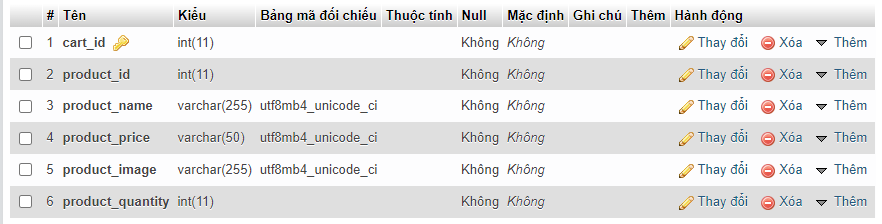 # Tên Kiểu Bảng mã đối chiếu Thuộc tính Null Mặc định Ghi chú Thêm Hành động
1 cart_id int(11) Không Không Thay đổi Xóa Thêm
2 product_id int(11) Không Không Thay đổi Xóa Thêm
3 product_name varchar(255) utf8mb4_unicode_ci Không Không Thay đổi Xóa Thêm
4 product_price varchar(50) utf8mb4_unicode_ci Không Không Thay đổi Xóa Thêm
5 product_image varchar(255) utf8mb4_unicode_ci Không Không Thay đổi Xóa Thêm
6 product_quantity int(11) Không Không Thay đổi Xóa Thêm